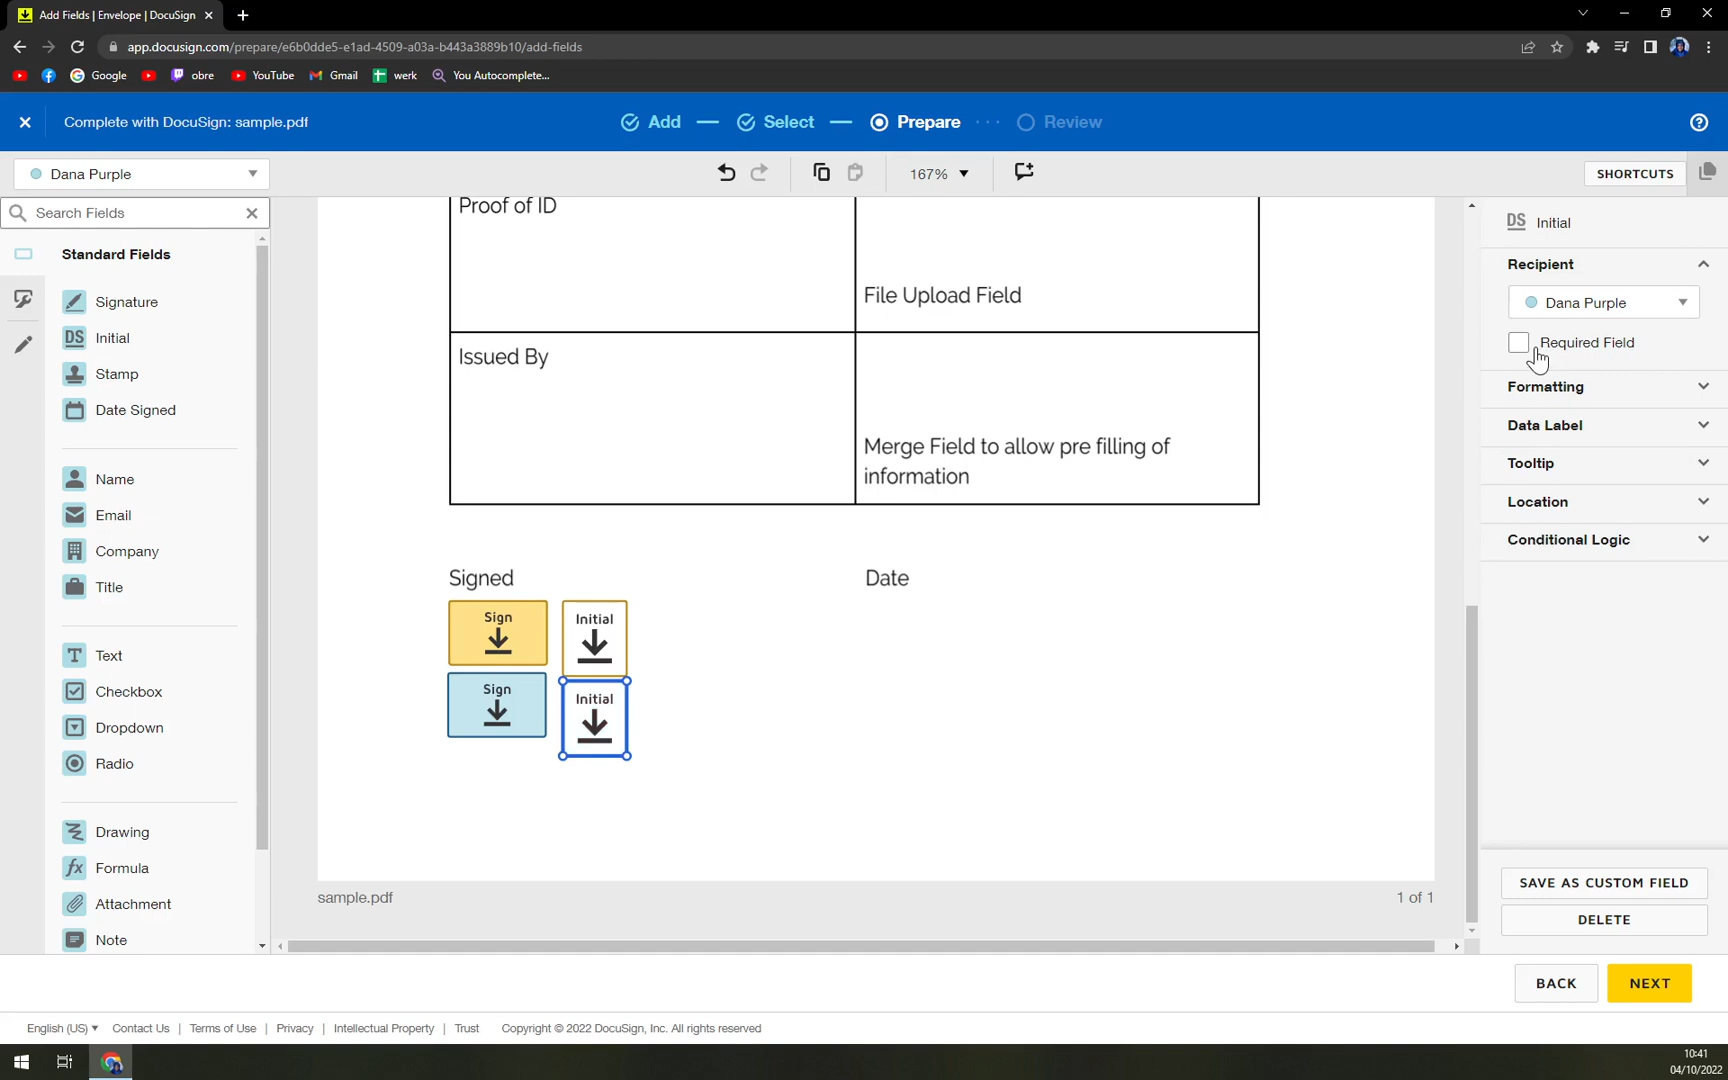 Add Fields | Envelope | DocuSign
app.docusign.com/prepare/e6b0dde5-e1ad-4509-a03a-b443a3889b10/add-fields
Google obre YouTube Gmail werk You Autocomplete...
Complete with DocuSign: sample.pdf
Add Select Prepare Review
Dana Purple
167%
SHORTCUTS
Search Fields
Standard Fields
Signature
Initial
Stamp
Date Signed
Name
Email
Company
Title
Text
Checkbox
Dropdown
Radio
Drawing
Formula
Attachment
Note
Proof of ID
File Upload Field
Issued By
Merge Field to allow pre filling of
information
Signed Date
Sign Initial
Sign Initial
sample.pdf 1 of 1
DS Initial
Recipient
Dana Purple
Required Field
Formatting
Data Label
Tooltip
Location
Conditional Logic
SAVE AS CUSTOM FIELD
DELETE
BACK NEXT
English (US) Contact Us | Terms of Use | Privacy | Intellectual Property | Trust Copyright © 2022 DocuSign, Inc. All rights reserved
10:41
04/10/2022